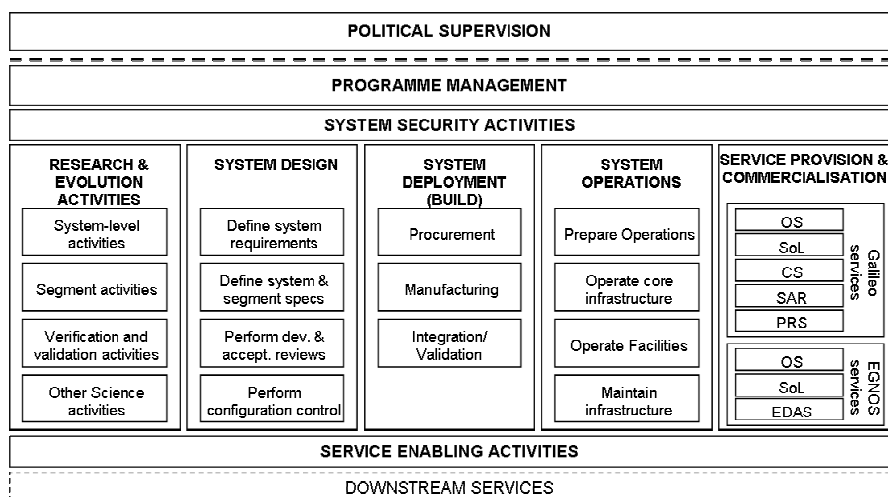 POLITICAL SUPERVISION
PROGRAMME MANAGEMENT
SYSTEM SECURITY ACTIVITIES
RESEARCH &
EVOLUTION
ACTIVITIES
System-level
activities
Segment activities
Verification and
validation activities
Other Science
activities
SYSTEM DESIGN
Define system
requirements
Define system &
segment specs
Perform dev. &
accept. reviews
Perform
configuration control
SYSTEM
DEPLOYMENT
(BUILD)
Procurement
Manufacturing
Integration/
Validation
SYSTEM
OPERATIONS
Prepare Operations
Operate core
infrastructure
Operate Facilities
Maintain
infrastructure
SERVICE PROVISION &
COMMERCIALISATION
OS
SoL
CS
SAR
PRS
Galileo
services
OS
SoL
EDAS
EGNOS
services
SERVICE ENABLING ACTIVITIES
DOWNSTREAM SERVICES